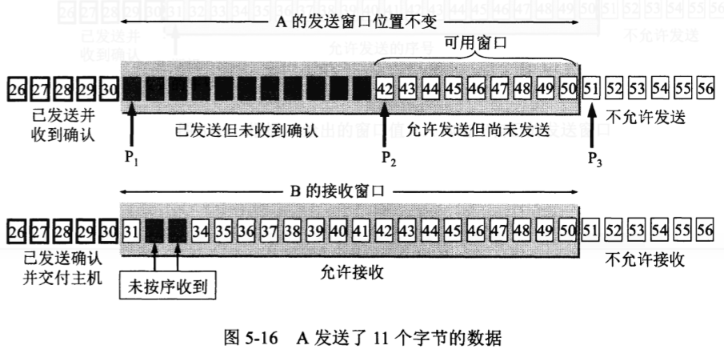 A 的发送窗口位置不变
可用窗口
26 27 28 29 30 42 43 44 45 46 47 48 49 50 51 52 53 54 55 56
已发送并
收到确认
已发送但未收到确认
允许发送但尚未发送
不允许发送
P1
P2
P3
B 的接收窗口
26 27 28 29 30 31 34 35 36 37 38 39 40 41 42 43 44 45 46 47 48 49 50 51 52 53 54 55 56
已发送确认
并交付主机
未按序收到
允许接收
不允许接收
图 5-16 A 发送了 11 个字节的数据